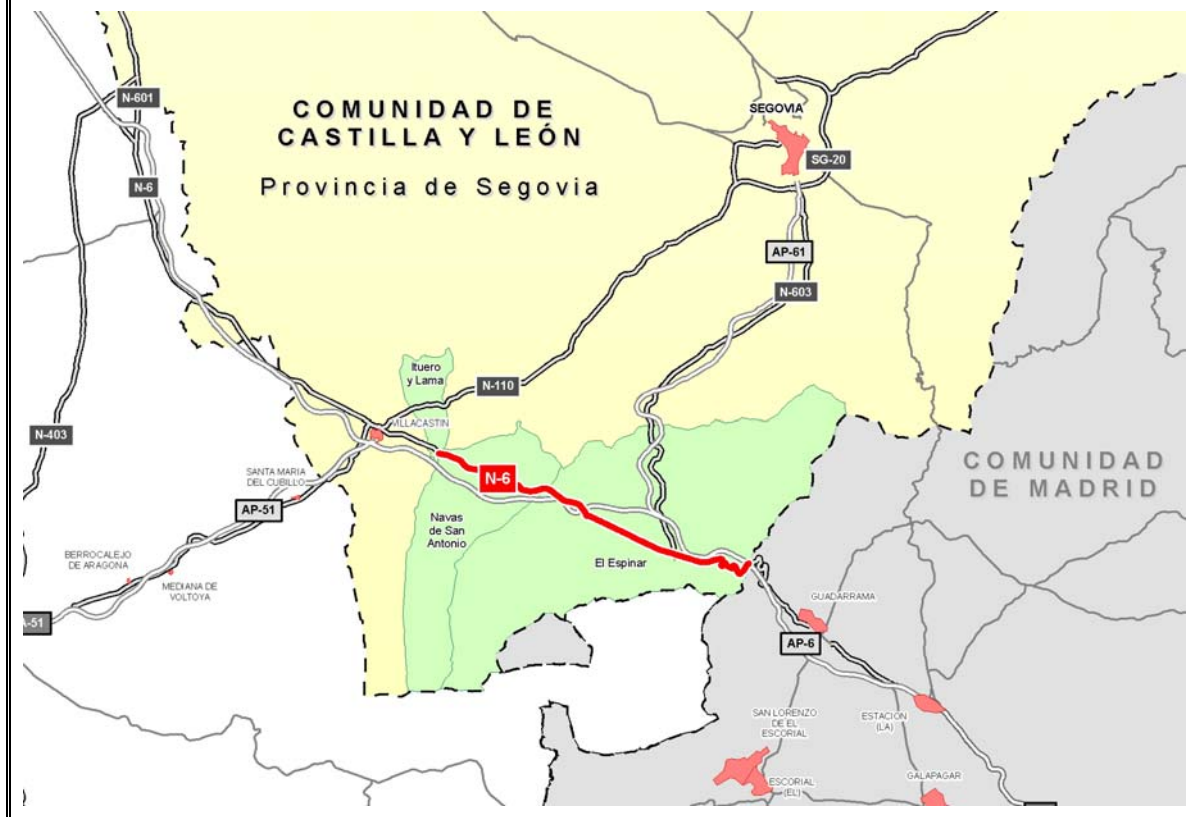 N-601
COMUNIDAD DE
CASTILLA Y LEÓN
Provincia de Segovia
SEGOVIA
SG-20
N-6
AP-61
N-603
Ituero
y Lama
N-110
VILLACASTIN
N-403
SANTA MARIA
DEL CUBILLO
AP-51
N-6
COMUNIDAD
DE MADRID
Navas
de San
Antonio
BERROCALEJO
DE ARAGONA
MEDIANA DE
VOLTOYA
El Espinar
GUADARRAMA
A-51
AP-6
SAN LORENZO
DE EL
ESCORIAL
ESTACION
(LA)
ESCORIAL
(EL)
GALAPAGAR